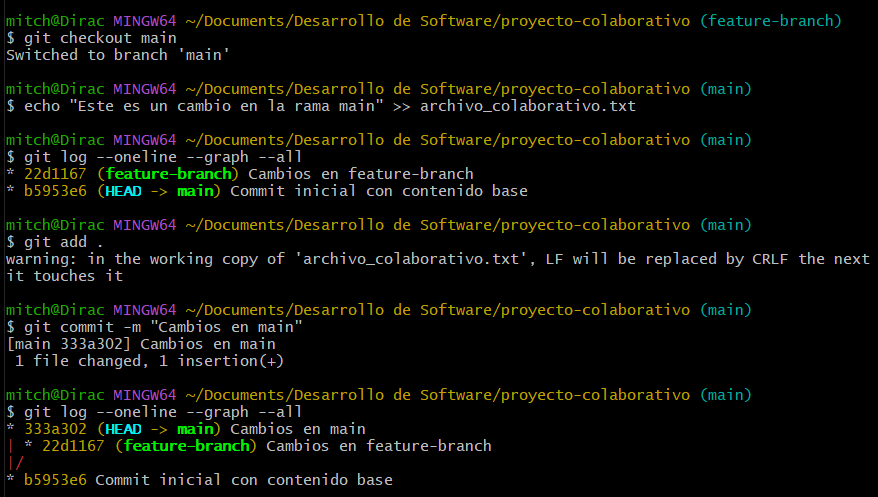 mitch@Dirac MINGW64 ~/Documents/Desarrollo de Software/proyecto-colaborativo (feature-branch)
$ git checkout main
Switched to branch 'main'

mitch@Dirac MINGW64 ~/Documents/Desarrollo de Software/proyecto-colaborativo (main)
$ echo "Este es un cambio en la rama main" >> archivo_colaborativo.txt

mitch@Dirac MINGW64 ~/Documents/Desarrollo de Software/proyecto-colaborativo (main)
$ git log --oneline --graph --all
* 22d1167 (feature-branch) Cambios en feature-branch
* b5953e6 (HEAD -> main) Commit inicial con contenido base

mitch@Dirac MINGW64 ~/Documents/Desarrollo de Software/proyecto-colaborativo (main)
$ git add .
warning: in the working copy of 'archivo_colaborativo.txt', LF will be replaced by CRLF the next
it touches it

mitch@Dirac MINGW64 ~/Documents/Desarrollo de Software/proyecto-colaborativo (main)
$ git commit -m "Cambios en main"
[main 333a302] Cambios en main
 1 file changed, 1 insertion(+)

mitch@Dirac MINGW64 ~/Documents/Desarrollo de Software/proyecto-colaborativo (main)
$ git log --oneline --graph --all
* 333a302 (HEAD -> main) Cambios en main
| * 22d1167 (feature-branch) Cambios en feature-branch
|/
* b5953e6 Commit inicial con contenido base